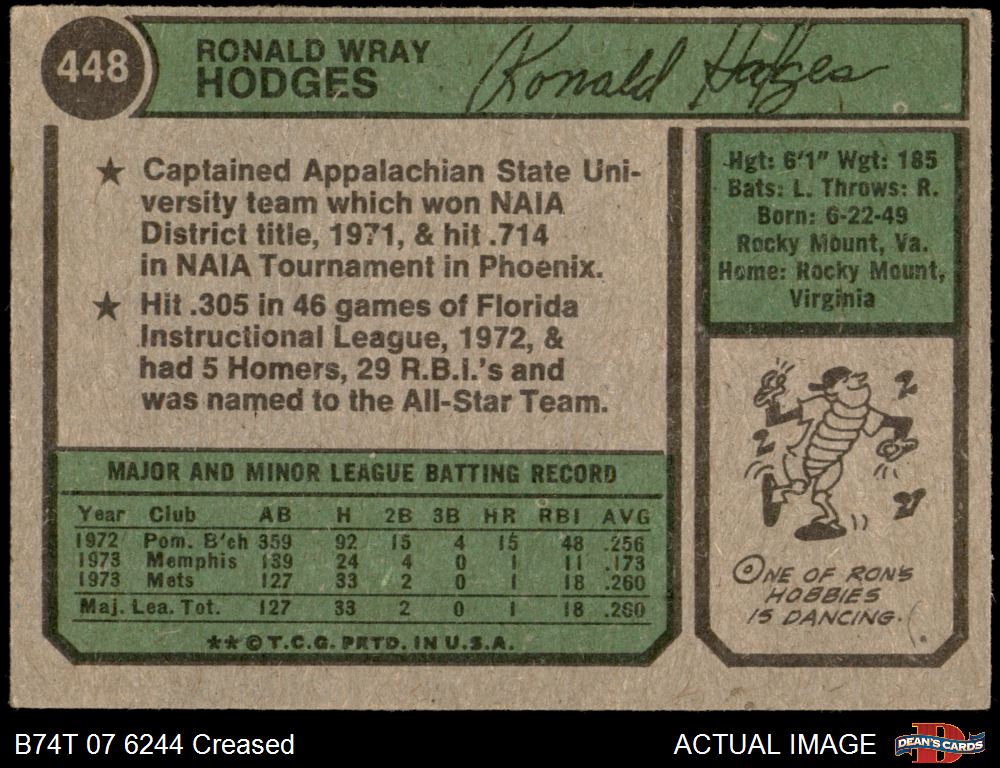 448
RONALD WRAY
HODGES
Ronald Hodges
★ Captained Appalachian State Uni-
versity team which won NAIA
District title, 1971, & hit .714
in NAIA Tournament in Phoenix.
★ Hit .305 in 46 games of Florida
Instructional League, 1972, &
had 5 Homers, 29 R.B.I.'s and
was named to the All-Star Team.
Hgt: 6'1" Wgt: 185
Bats: L. Throws: R.
Born: 6-22-49
Rocky Mount, Va.
Home: Rocky Mount,
Virginia
MAJOR AND MINOR LEAGUE BATTING RECORD
Year Club AB H 2B 3B HR RBI AVG
1972 Pom. B'ch 359 92 15 4 15 48 .256
1973 Memphis 139 24 4 0 1 11 .173
1973 Mets 127 33 2 0 1 18 .260
Maj. Lea. Tot. 127 33 2 0 1 18 .260
**©T.C.G. PRTD. IN U.S.A.
ONE OF RON'S
HOBBIES
IS DANCING.
B74T 07 6244 Creased
ACTUAL IMAGE
DEAN'S CARDS